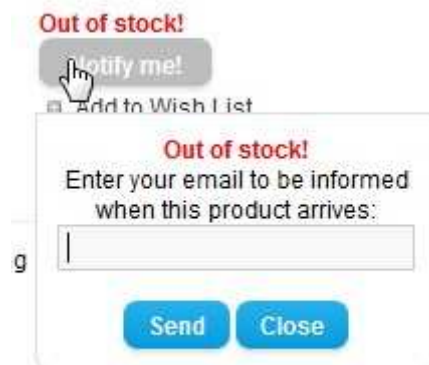 Out of stock!
Notify me!
Add to Wish List
Out of stock!
Enter your email to be informed
when this product arrives:
g
Send Close